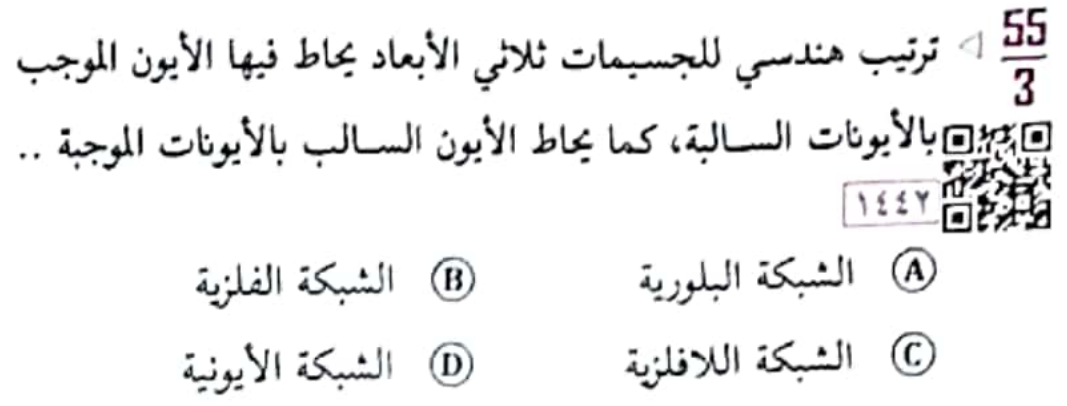 55/3 ◁ ترتيب هندسي للجسيمات ثلاثي الأبعاد يحاط فيها الأيون الموجب
بالأيونات السالبة، كما يحاط الأيون السالب بالأيونات الموجبة ..
١٤٤٢
A الشبكة البلورية B الشبكة الفلزية
C الشبكة اللافلزية D الشبكة الأيونية